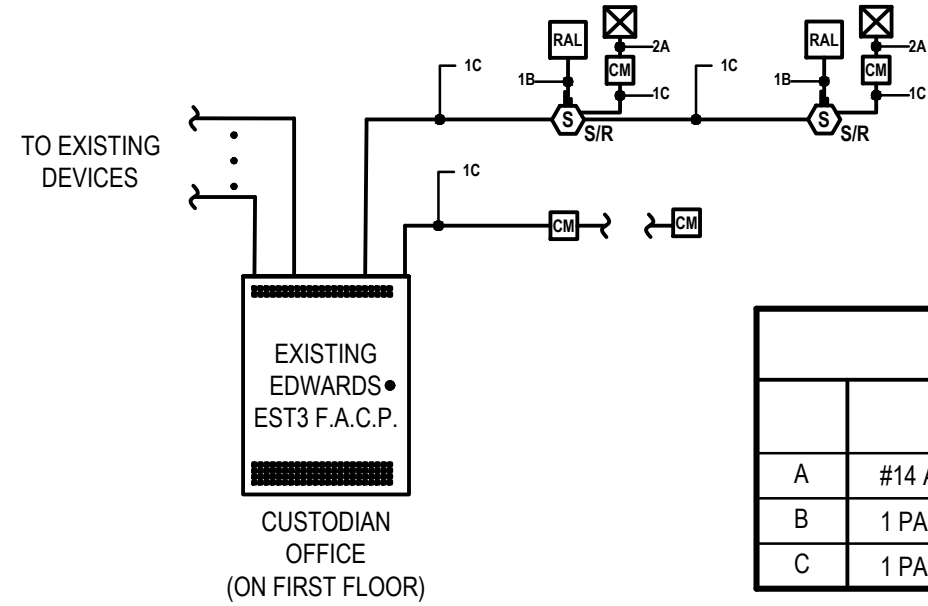 RAL
2A
CM
1C
1B
1C
S
S/R
RAL
2A
CM
1C
1B
1C
S
S/R
TO EXISTING
DEVICES
1C
CM
CM
EXISTING
EDWARDS
EST3 F.A.C.P.
CUSTODIAN
OFFICE
(ON FIRST FLOOR)
A #14 A
B 1 PA
C 1 PA